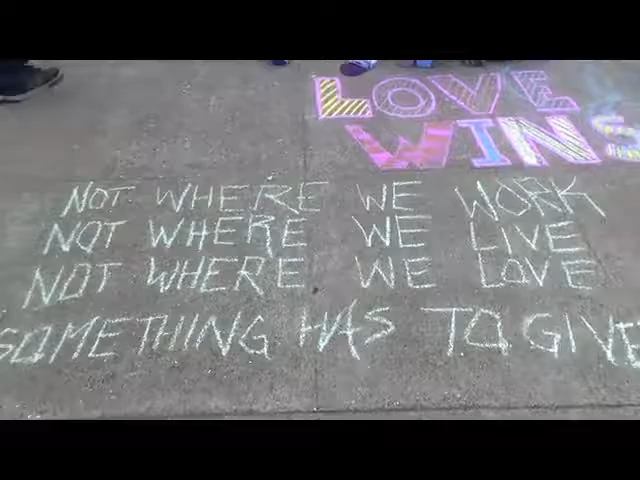 LOVE
WINS
NOT WHERE WE WORK
NOT WHERE WE LIVE
NOT WHERE WE LOVE
SOMETHING HAS TO GIVE